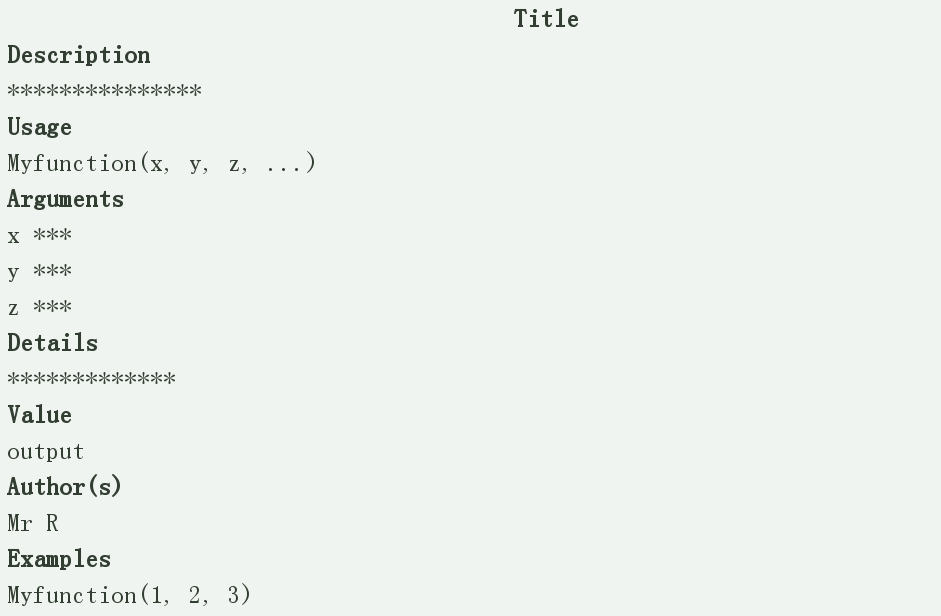 Title
Description
***************
Usage
Myfunction(x, y, z, ...)
Arguments
x ***
y ***
z ***
Details
*************
Value
output
Author(s)
Mr R
Examples
Myfunction(1, 2, 3)